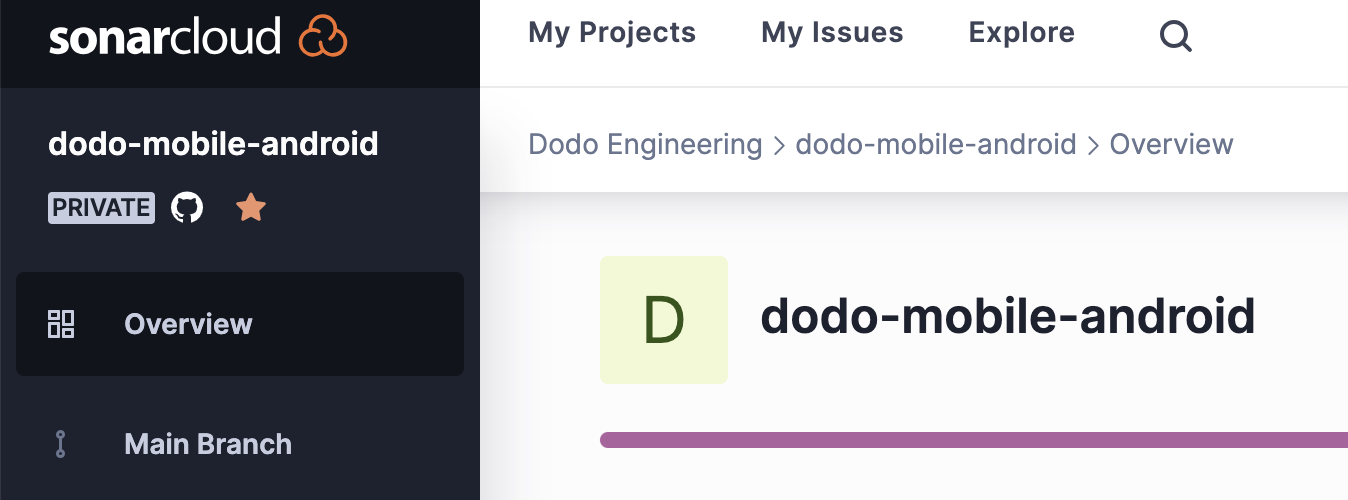 sonarcloud
My Projects My Issues Explore
dodo-mobile-android
PRIVATE
Overview
Main Branch
Dodo Engineering > dodo-mobile-android > Overview
D
dodo-mobile-android